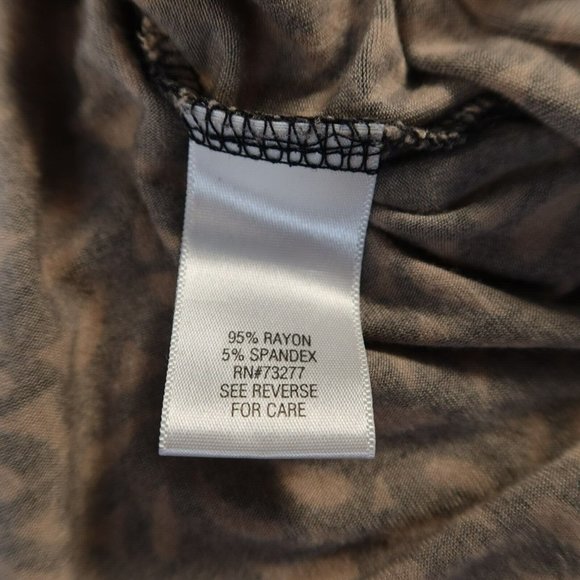 95% RAYON
5% SPANDEX
RN#73277
SEE REVERSE
FOR CARE